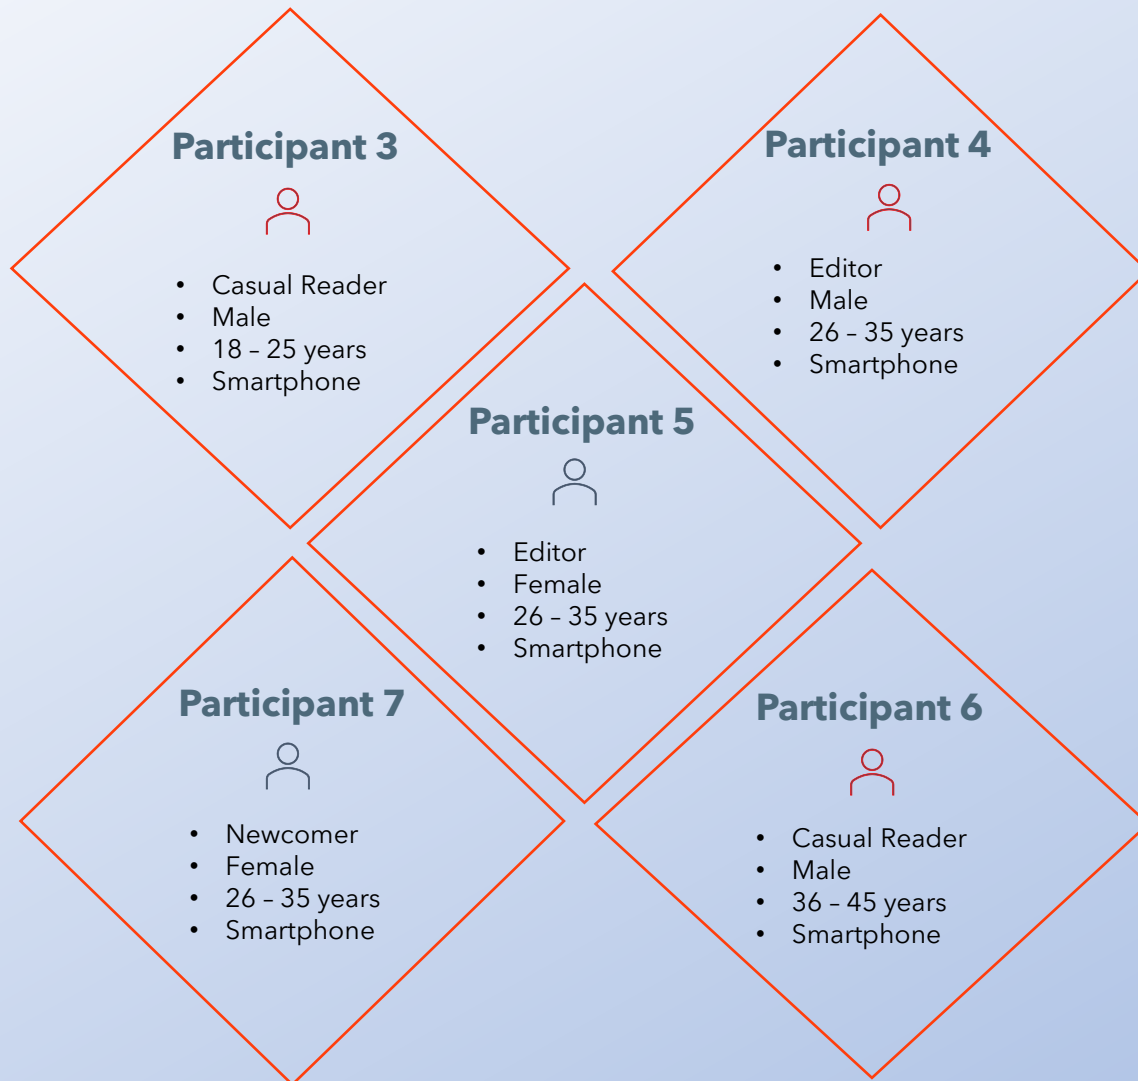 Participant 3
• Casual Reader
• Male
• 18 – 25 years
• Smartphone
Participant 4
• Editor
• Male
• 26 – 35 years
• Smartphone
Participant 5
• Editor
• Female
• 26 – 35 years
• Smartphone
Participant 7
• Newcomer
• Female
• 26 – 35 years
• Smartphone
Participant 6
• Casual Reader
• Male
• 36 – 45 years
• Smartphone